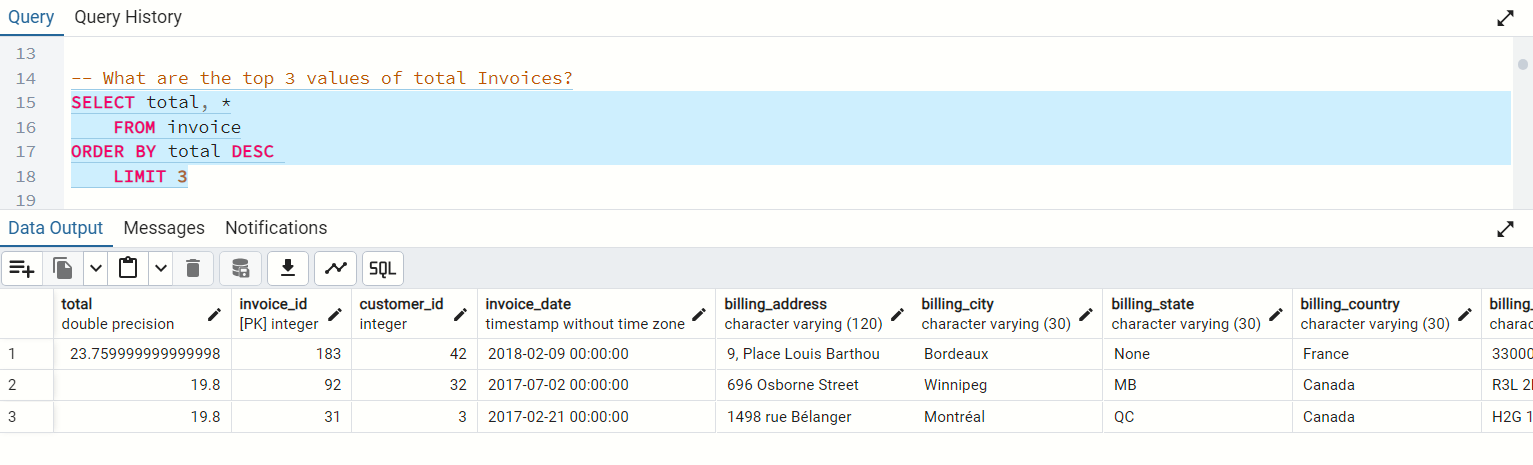 Query Query History
13
14 -- What are the top 3 values of total Invoices?
15 SELECT total, *
16 FROM invoice
17 ORDER BY total DESC
18 LIMIT 3
19
Data Output Messages Notifications
SQL
total invoice_id customer_id invoice_date billing_address billing_city billing_state billing_country billing_
double precision [PK] integer integer timestamp without time zone character varying (120) character varying (30) character varying (30) character varying (30) charac
1 23.759999999999998 183 42 2018-02-09 00:00:00 9, Place Louis Barthou Bordeaux None France 33000
2 19.8 92 32 2017-07-02 00:00:00 696 Osborne Street Winnipeg MB Canada R3L 2
3 19.8 31 3 2017-02-21 00:00:00 1498 rue Bélanger Montréal QC Canada H2G 1